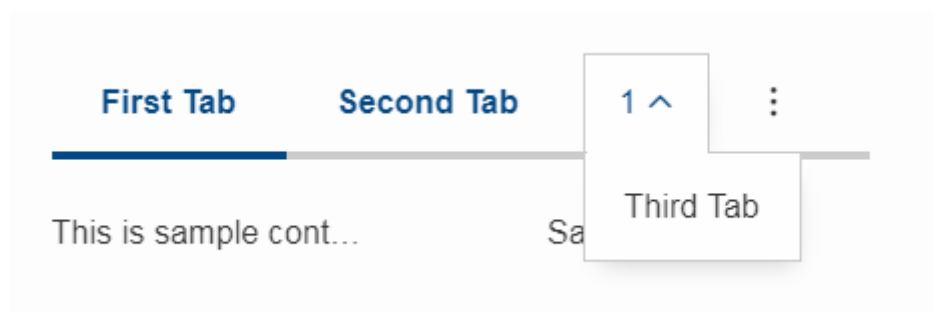 First Tab Second Tab 1
Third Tab
This is sample cont... Sa